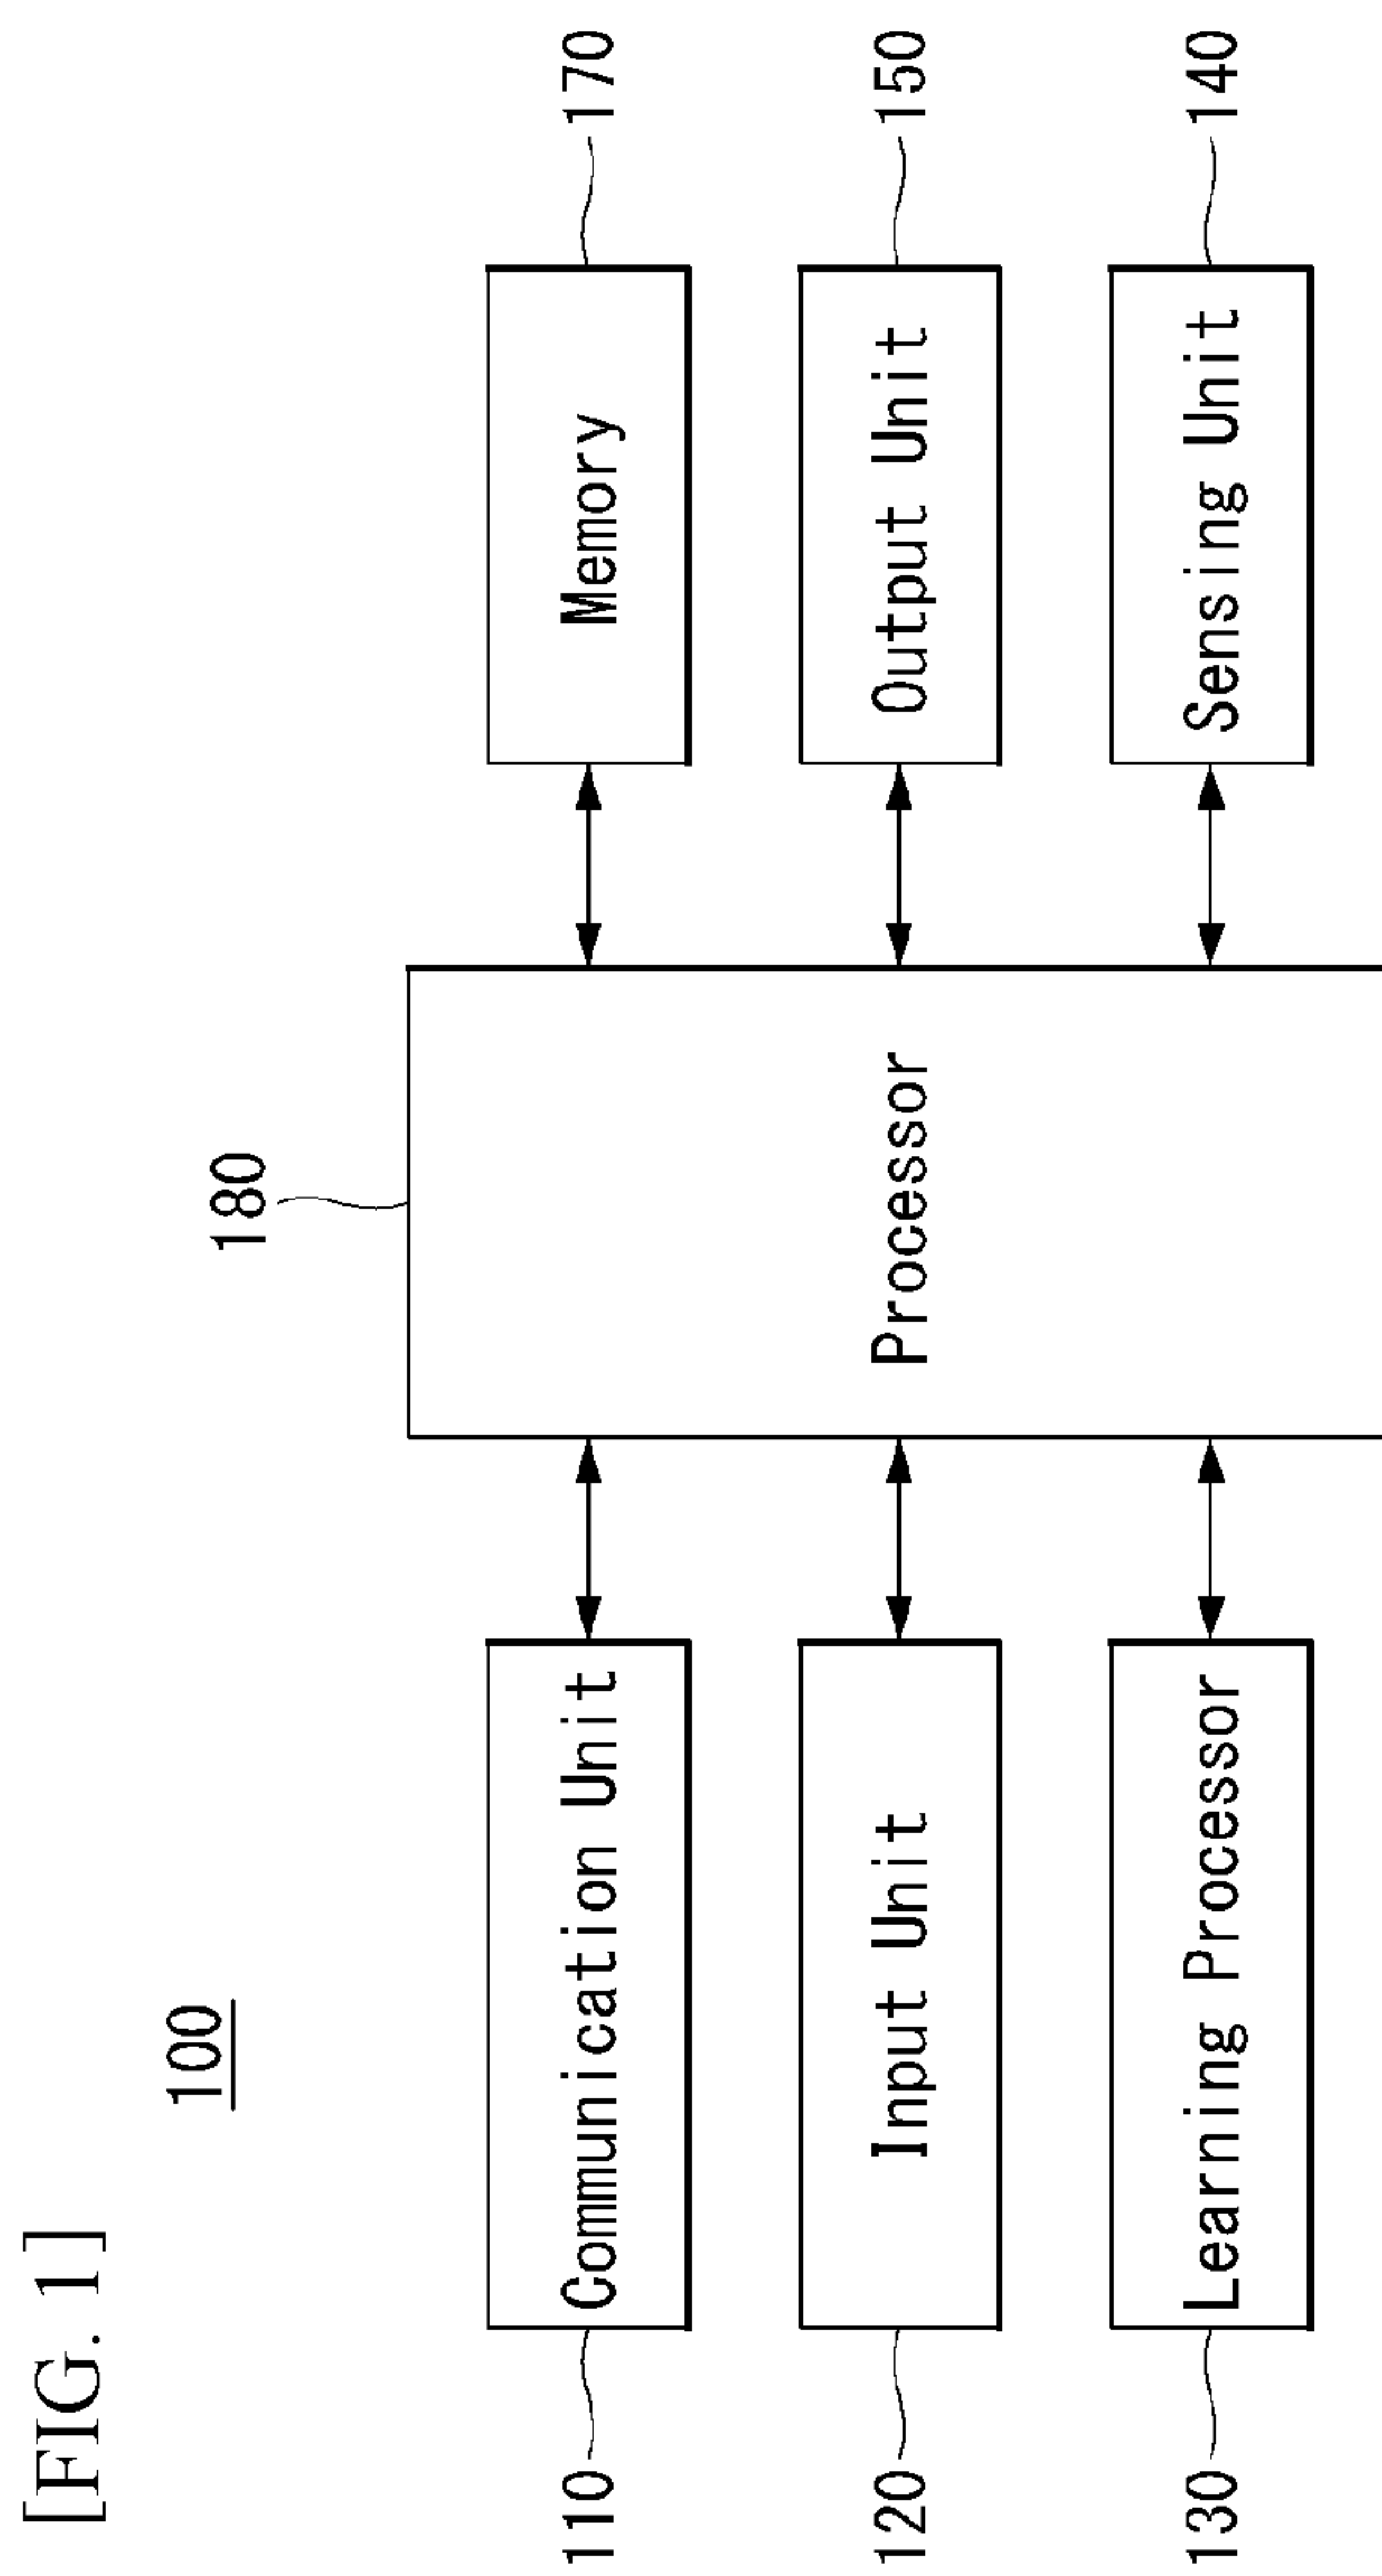 [FIG. 1]
100
180
110 Communication Unit
Memory 170
120 Input Unit
Processor
Output Unit 150
130 Learning Processor
Sensing Unit 140